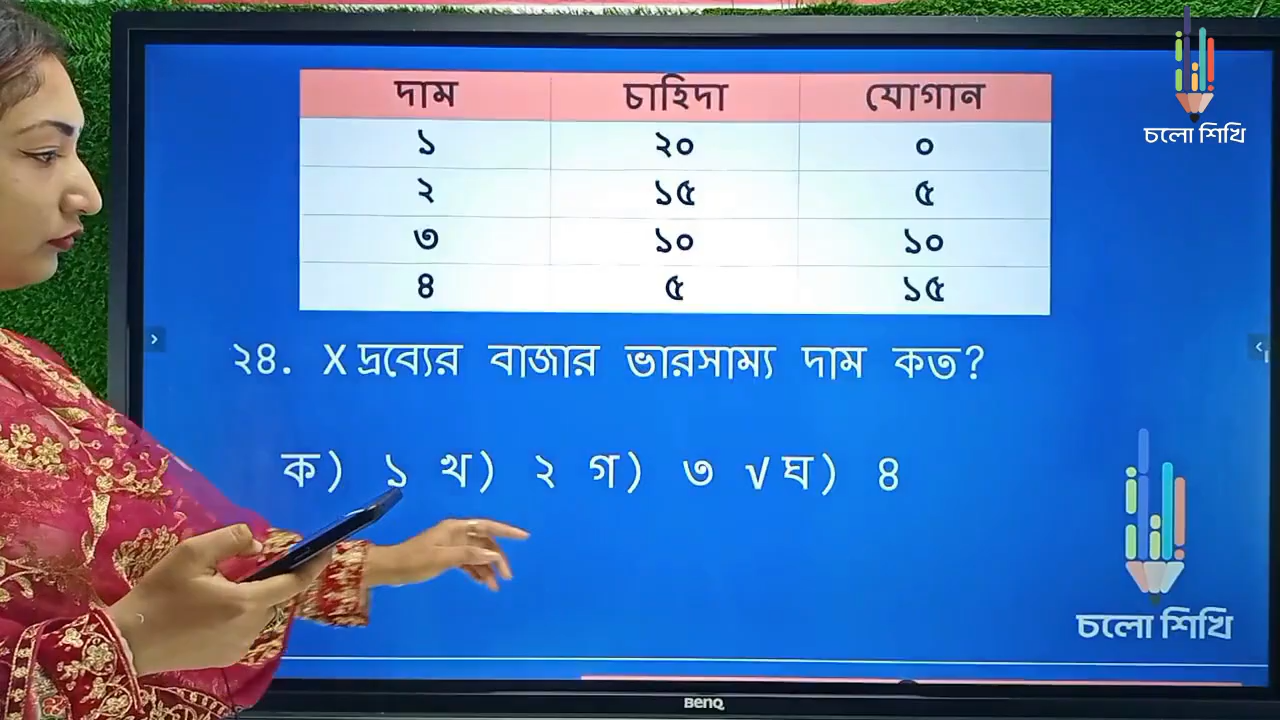 দাম চাহিদা যোগান
১ ২০ ০
২ ১৫ ৫
৩ ১০ ১০
৪ ৫ ১৫
২৪. X দ্রব্যের বাজার ভারসাম্য দাম কত?
ক) ১ খ) ২ গ) ৩ √ ঘ) ৪
চলো শিখি
চলো শিখি
BenQ